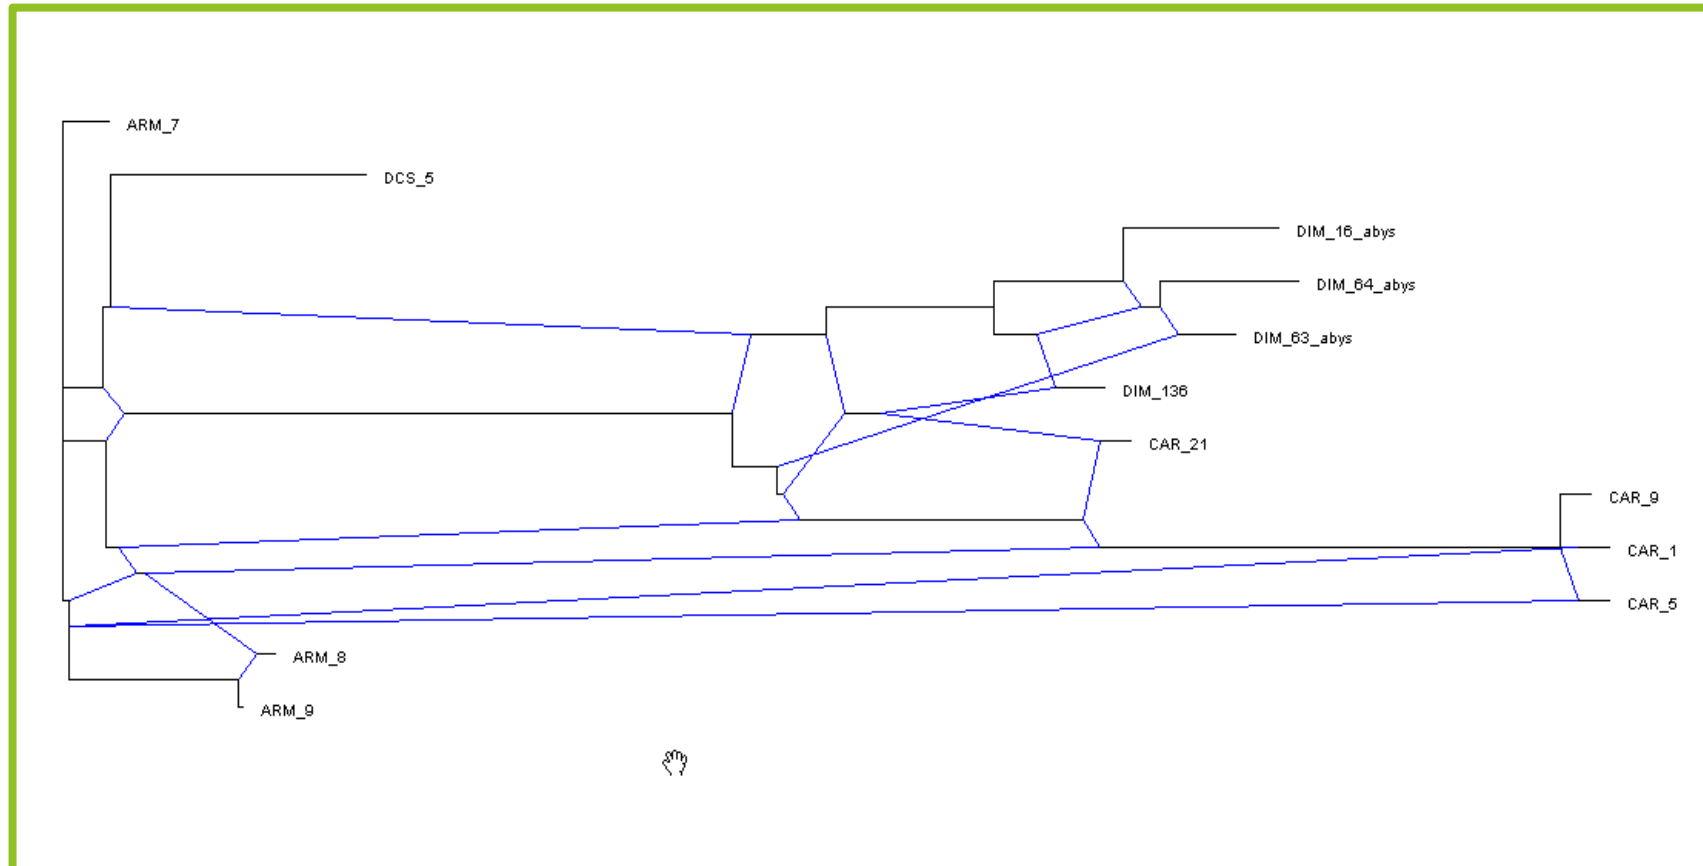 ARM_7
DCS_5
DIM_16_abys
DIM_64_abys
DIM_63_abys
DIM_136
CAR_21
CAR_9
CAR_1
CAR_5
ARM_8
ARM_9